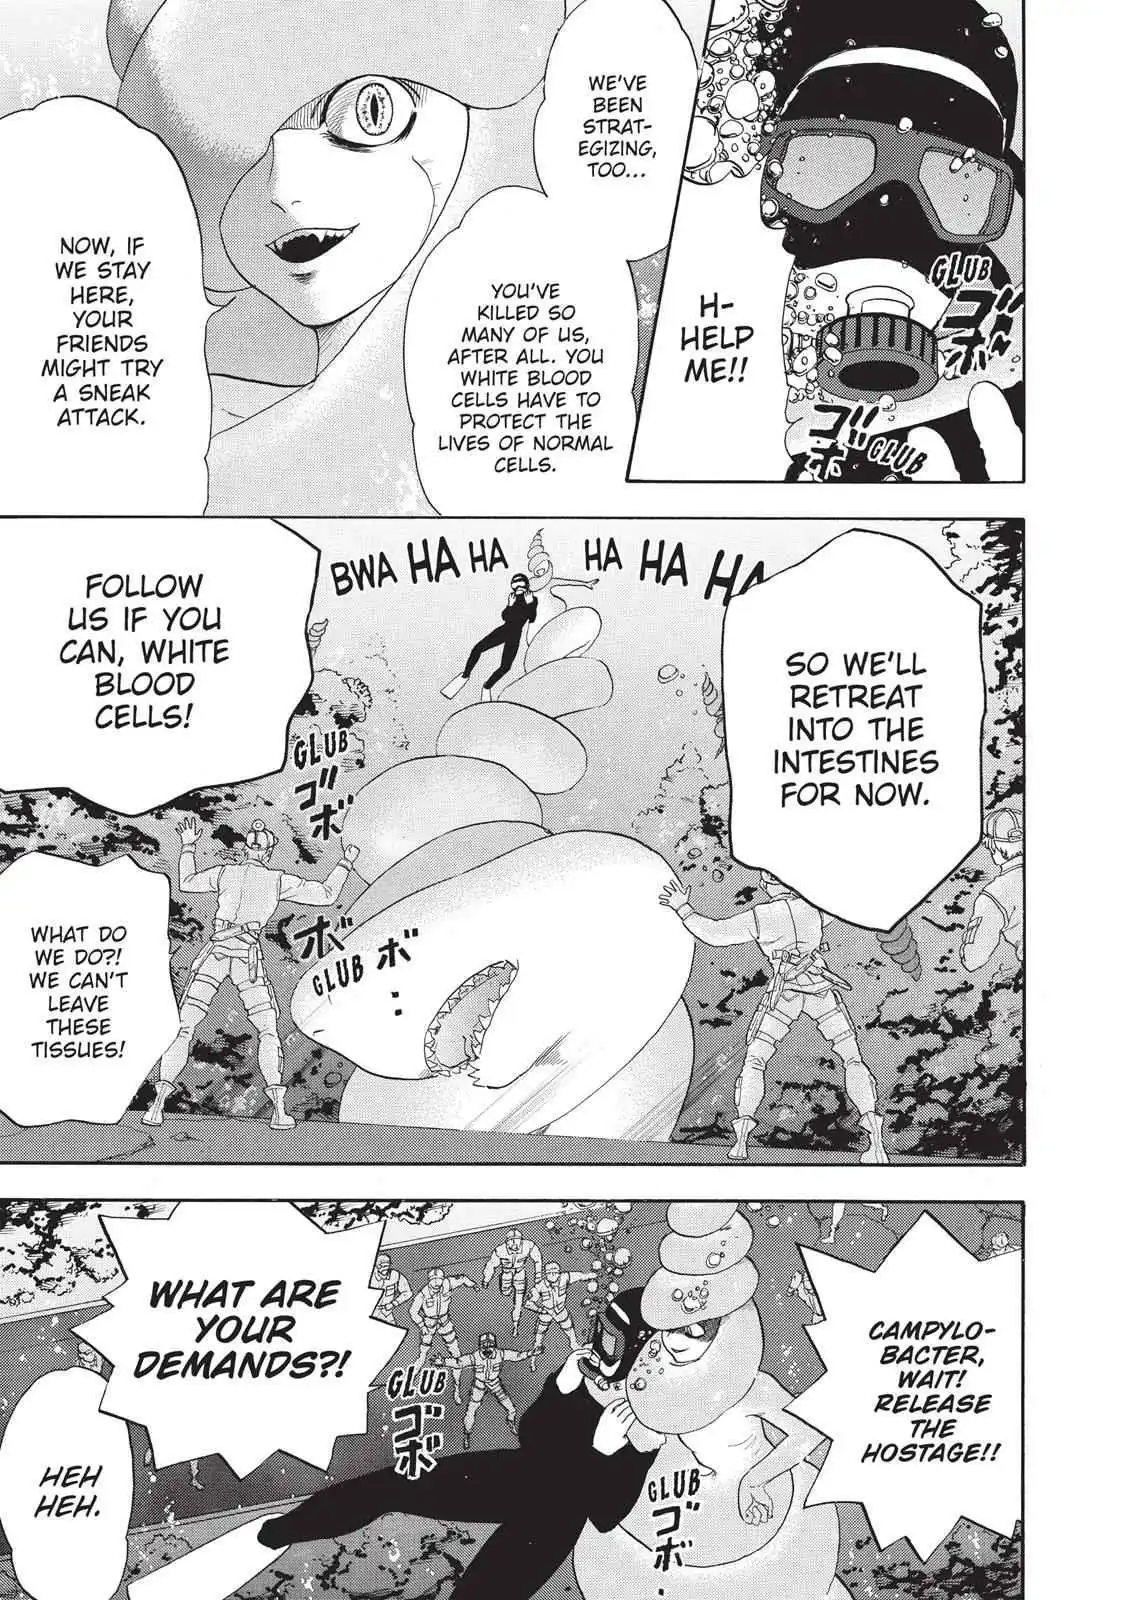 H-
HELP
ME!!
GLUB
ゴボ
ゴボ
GLUB
WE'VE
BEEN
STRAT-
EGIZING,
TOO...
YOU'VE
KILLED SO
MANY OF US,
AFTER ALL. YOU
WHITE BLOOD
CELLS HAVE TO
PROTECT THE
LIVES OF NORMAL
CELLS.
NOW, IF
WE STAY
HERE,
YOUR
FRIENDS
MIGHT TRY
A SNEAK
ATTACK.
SO WE'LL
RETREAT
INTO THE
INTESTINES
FOR NOW.
BWA HA HA HA HA HA HA
FOLLOW
US IF YOU
CAN, WHITE
BLOOD
CELLS!
GLUB
ゴボ
ボボボ
GLUB
WHAT DO
WE DO?!
WE CAN'T
LEAVE
THESE
TISSUES!
CAMPYLO-
BACTER,
WAIT!
RELEASE
THE
HOSTAGE!!
WHAT ARE
YOUR
DEMANDS?!
GLUB
ゴボ
GLUB
ゴボ
HEH
HEH.